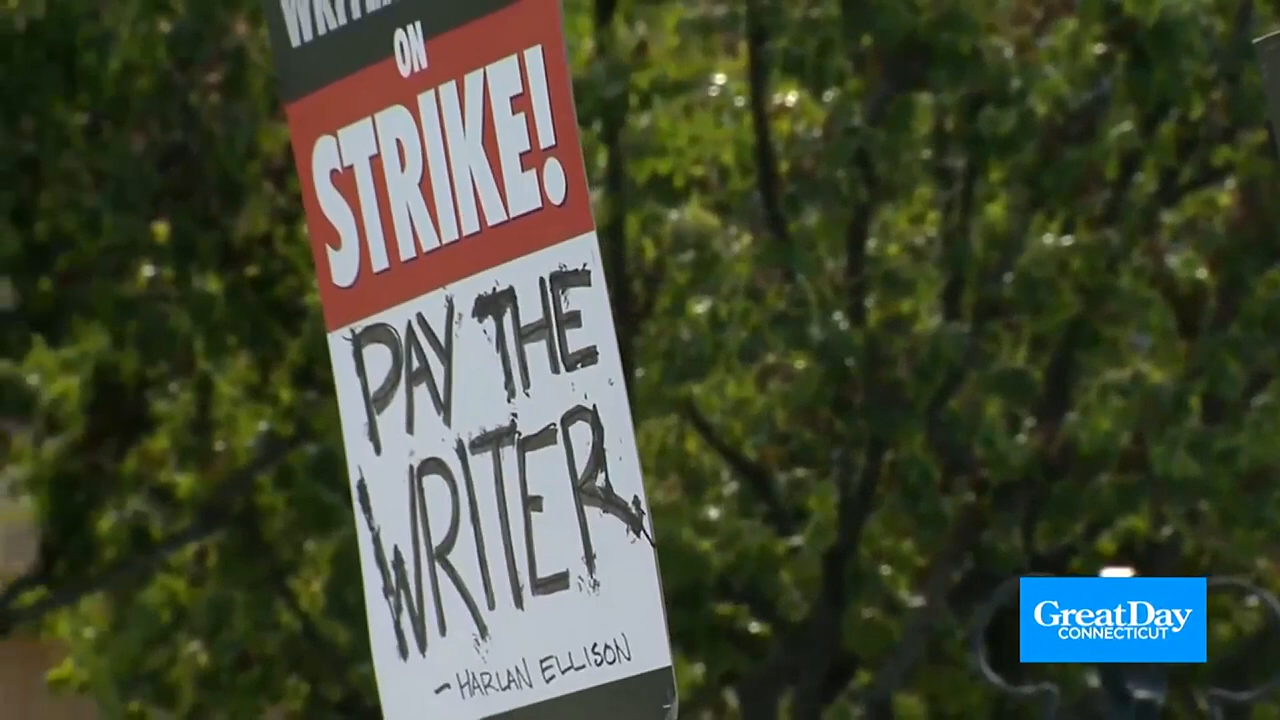 ON
STRIKE!
PAY THE
WRITER
- HARLAN ELLISON
GreatDay
CONNECTICUT